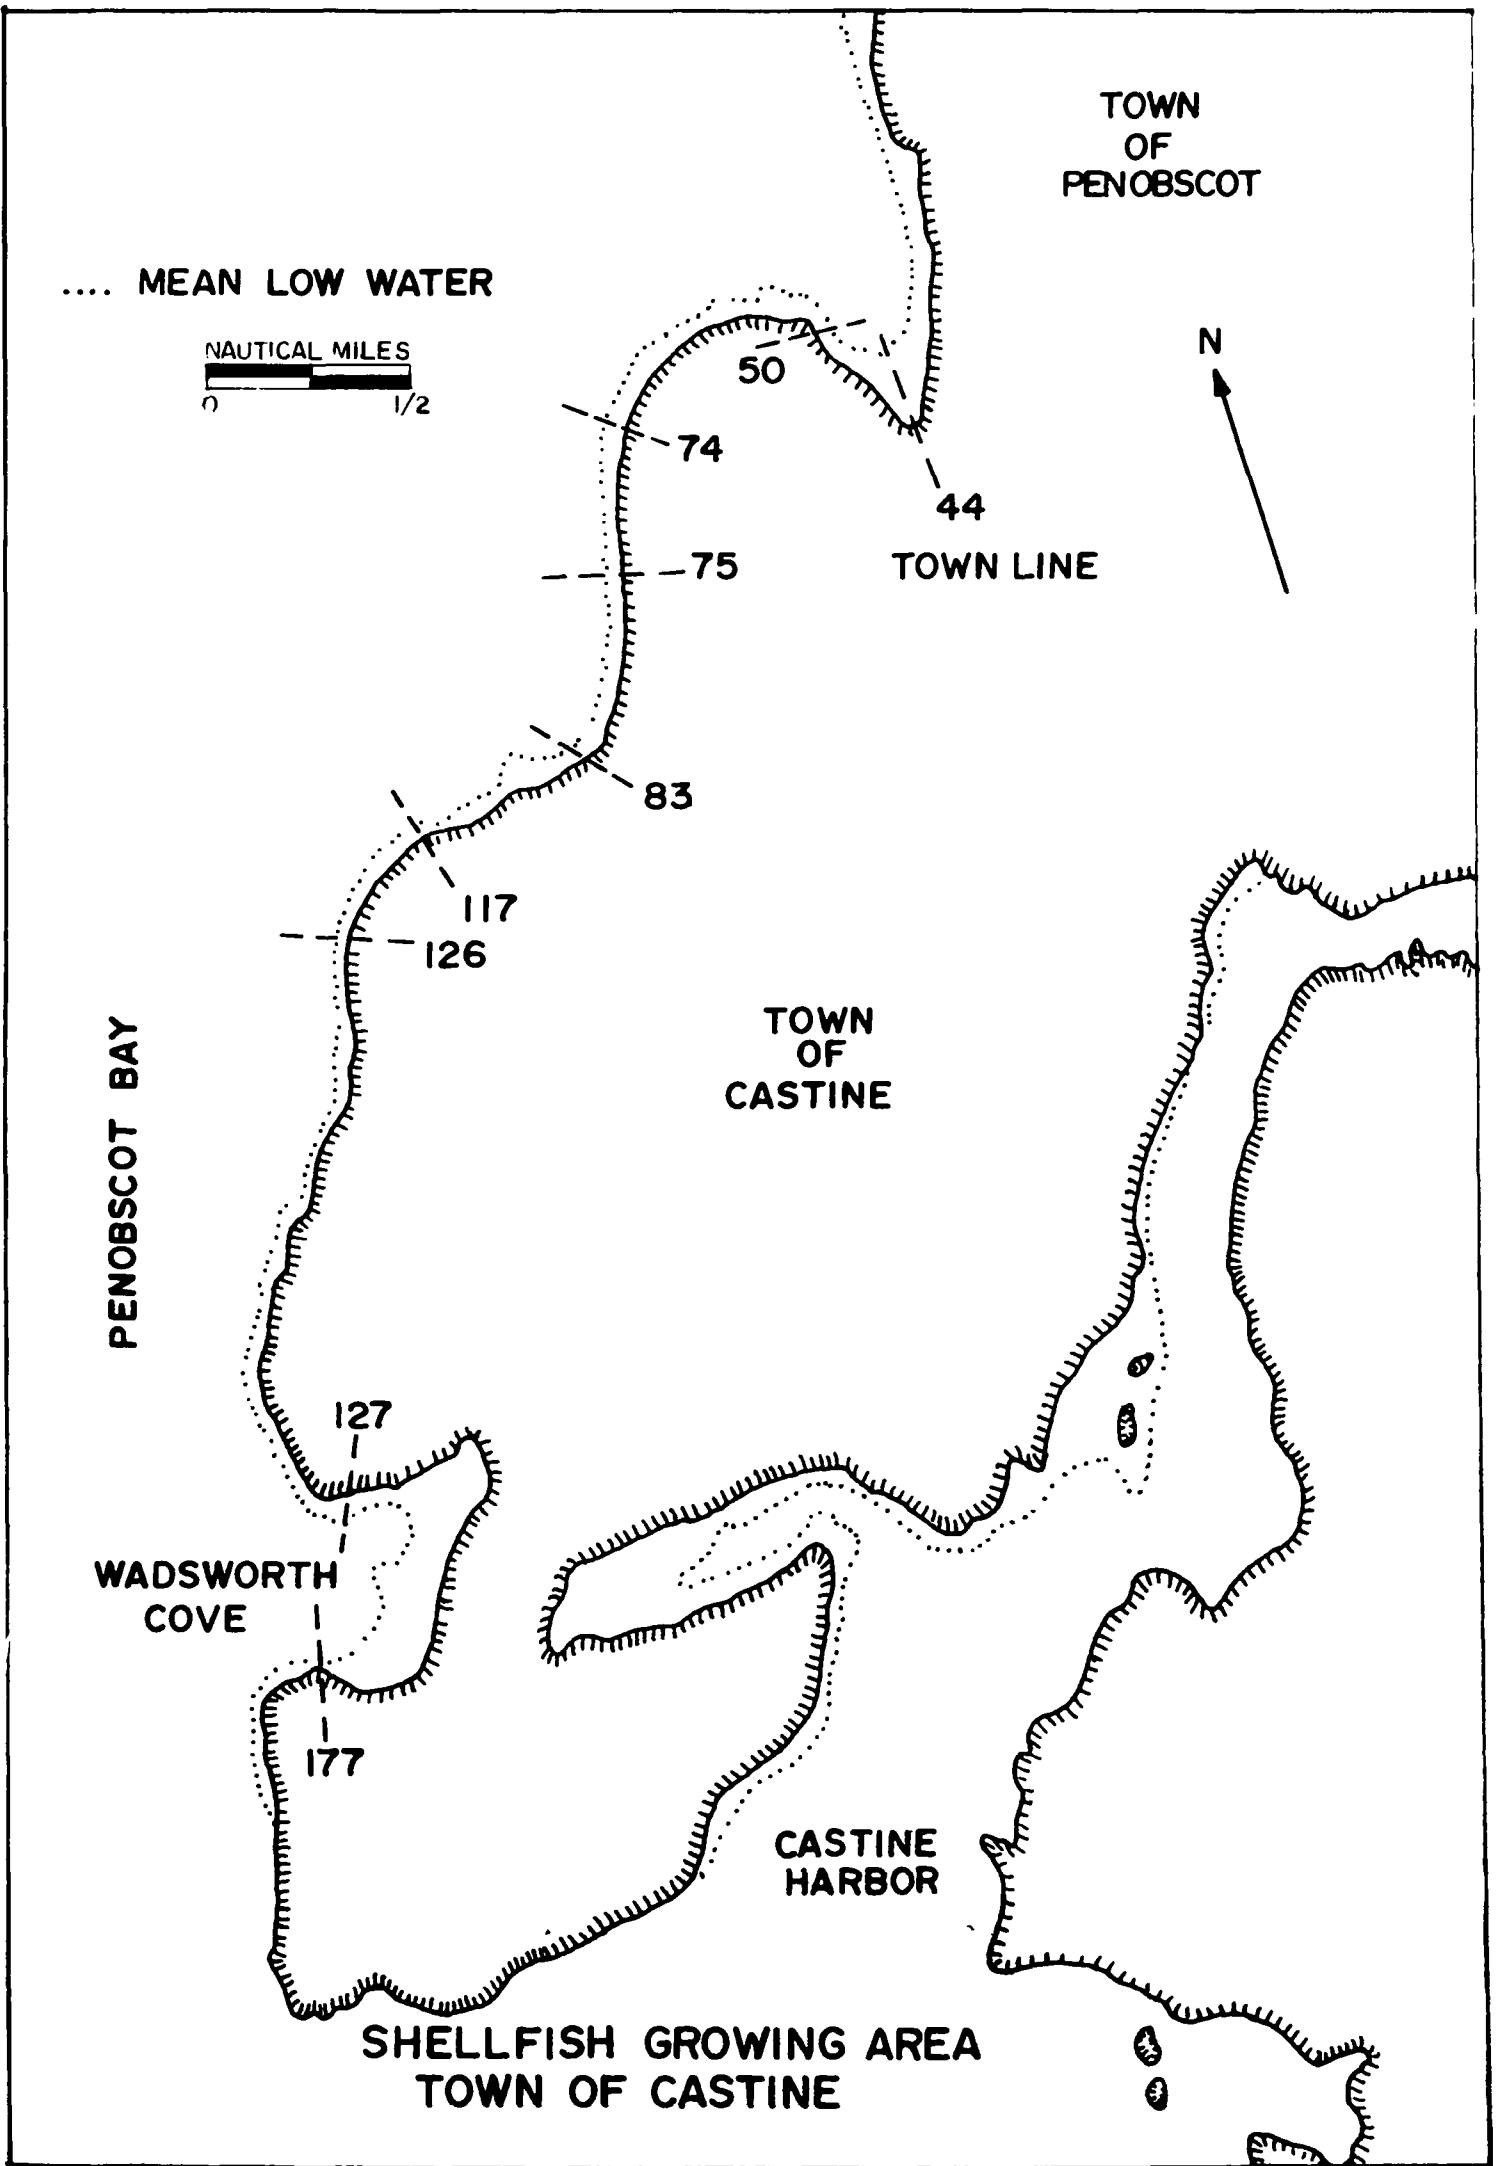 TOWN
OF
PENOBSCOT
.... MEAN LOW WATER
NAUTICAL MILES
0 1/2
N
50
74
44
75
TOWN LINE
83
117
126
TOWN
OF
CASTINE
PENOBSCOT BAY
127
WADSWORTH
COVE
177
CASTINE
HARBOR
SHELLFISH GROWING AREA
TOWN OF CASTINE